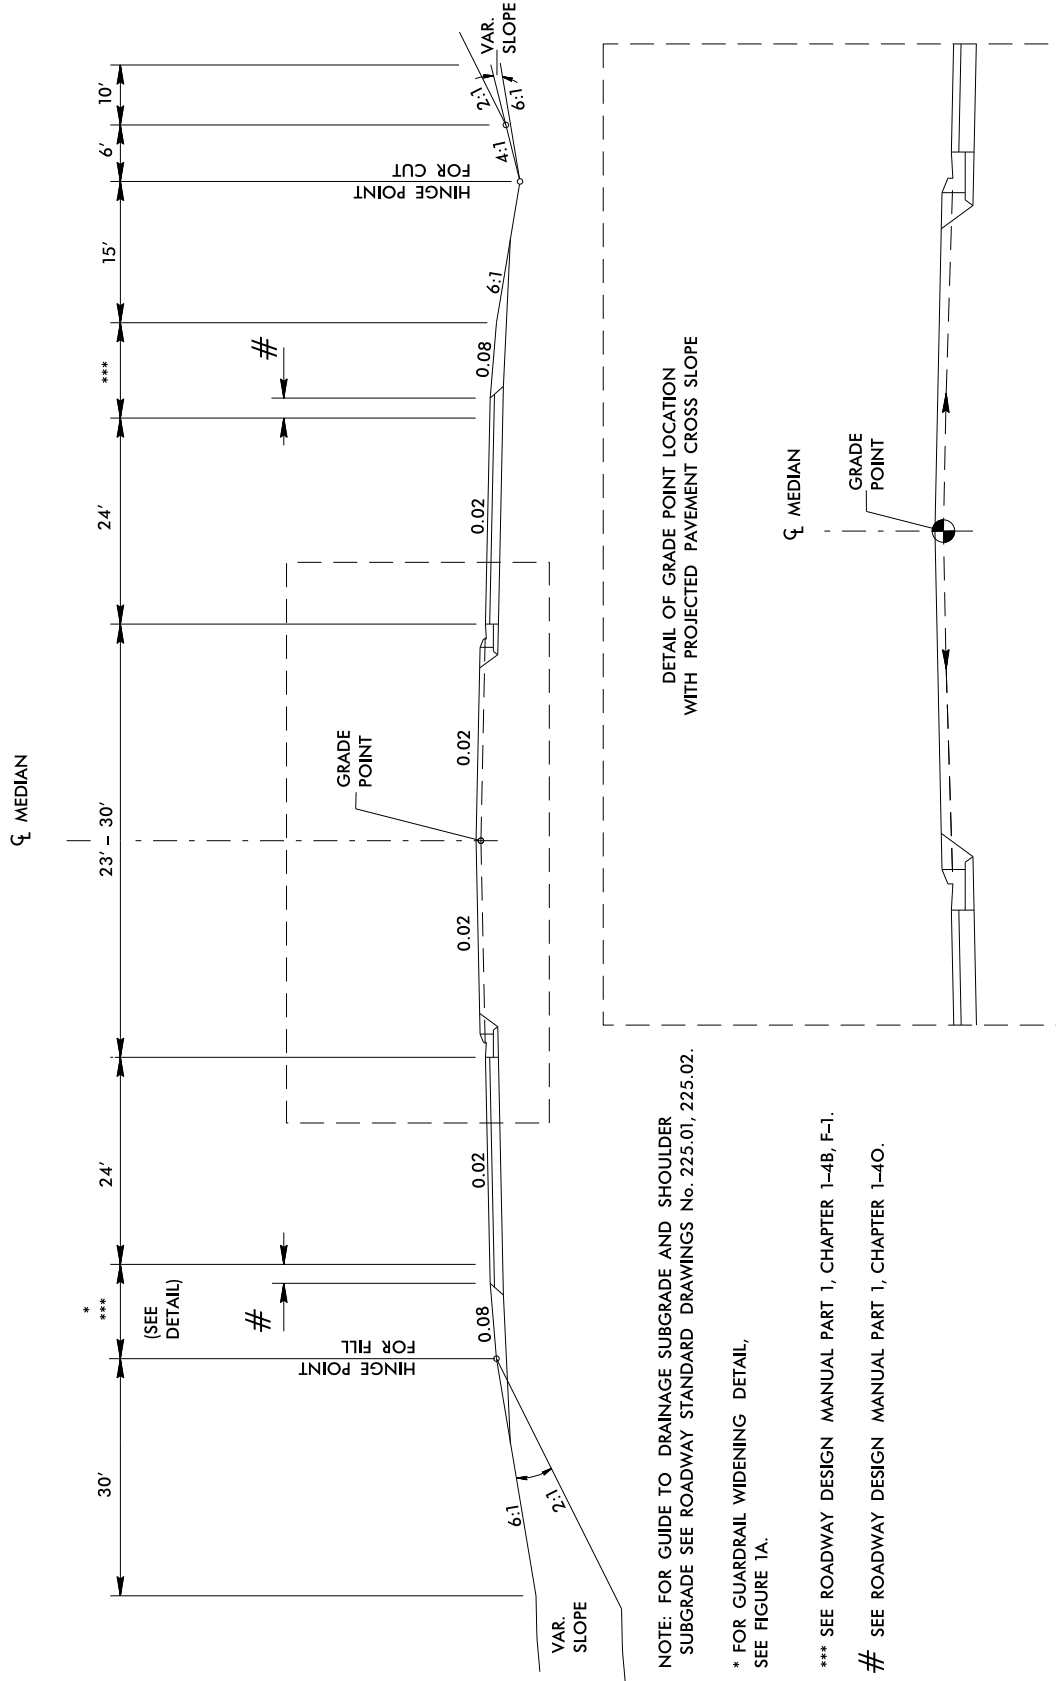 ℄ MEDIAN
30'
*
***
24'
23' – 30'
24'
***
15'
6'
10'
(SEE
DETAIL)
#
#
HINGE POINT
FOR FILL
HINGE POINT
FOR CUT
GRADE
POINT
0.08
0.02
0.02
0.02
0.02
0.08
6:1
4:1
2:1
6:1
VAR.
SLOPE
6:1
2:1
VAR.
SLOPE
NOTE: FOR GUIDE TO DRAINAGE SUBGRADE AND SHOULDER
SUBGRADE SEE ROADWAY STANDARD DRAWINGS No. 225.01, 225.02.
* FOR GUARDRAIL WIDENING DETAIL,
SEE FIGURE 1A.
*** SEE ROADWAY DESIGN MANUAL PART 1, CHAPTER 1–4B, F–1.
# SEE ROADWAY DESIGN MANUAL PART 1, CHAPTER 1–4O.
DETAIL OF GRADE POINT LOCATION
WITH PROJECTED PAVEMENT CROSS SLOPE
℄ MEDIAN
GRADE
POINT